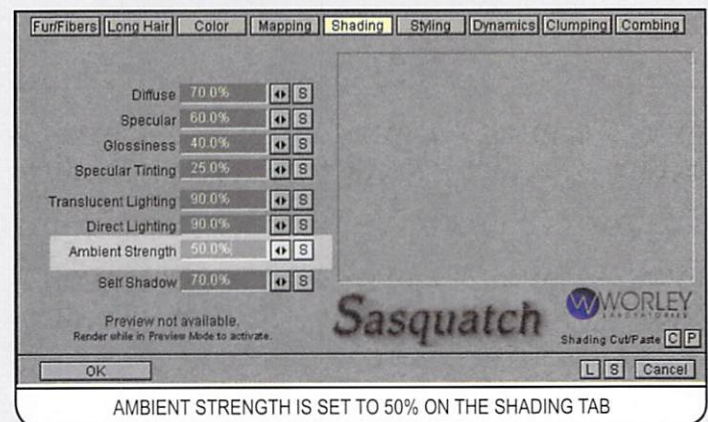 Fur/Fibers Long Hair Color Mapping Shading Styling Dynamics Clumping Combing
Diffuse 70.0% S
Specular 60.0% S
Glossiness 40.0% S
Specular Tinting 25.0% S
Translucent Lighting 90.0% S
Direct Lighting 90.0% S
Ambient Strength 50.0% S
Self Shadow 70.0% S
Preview not available.
Render while in Preview Mode to activate.
Sasquatch
WORLEY
LABORATORIES
Shading Cut/Paste C P
OK L S Cancel
AMBIENT STRENGTH IS SET TO 50% ON THE SHADING TAB